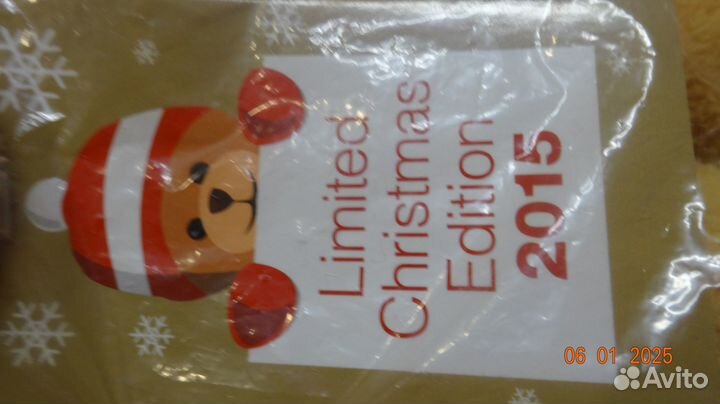 Limited
Christmas
Edition
2015
06 01 2025
Avito